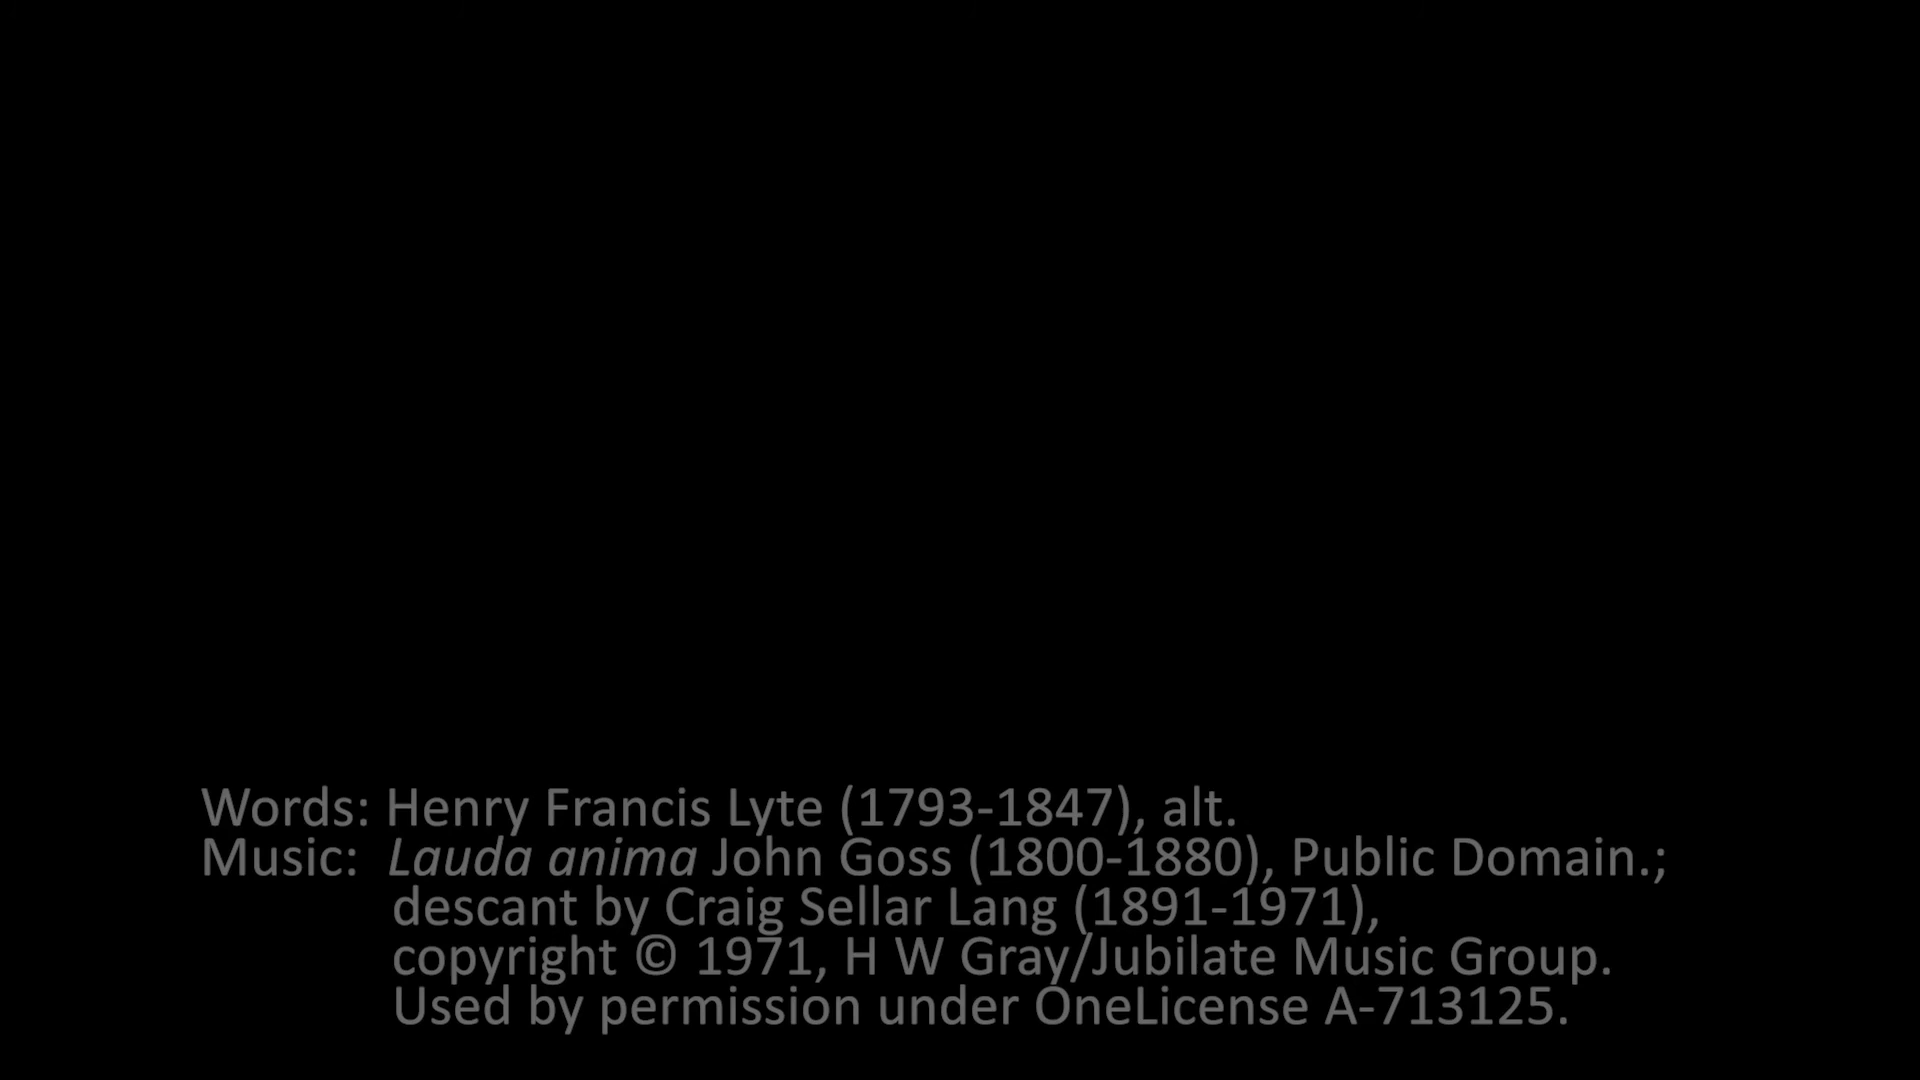 Words: Henry Francis Lyte (1793-1847), alt.
Music: Lauda anima John Goss (1800-1880), Public Domain.;
descant by Craig Sellar Lang (1891-1971),
copyright © 1971, H W Gray/Jubilate Music Group.
Used by permission under OneLicense A-713125.